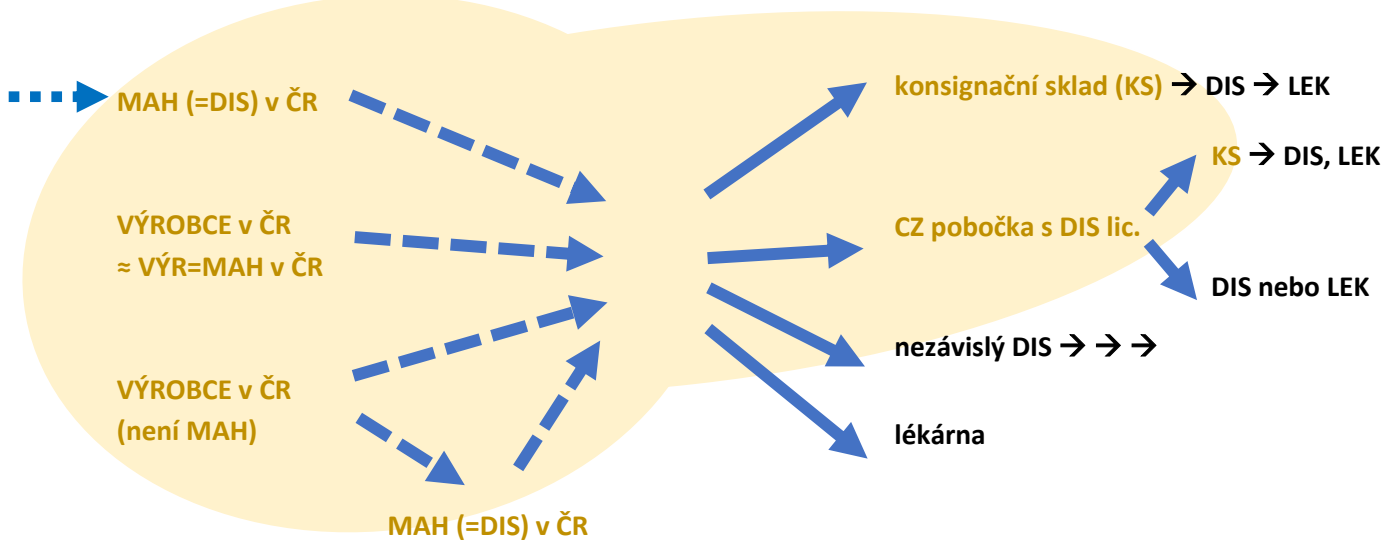 MAH (=DIS) v ČR
VÝROBCE v ČR
≈ VÝR=MAH v ČR
VÝROBCE v ČR
(není MAH)
MAH (=DIS) v ČR
konsignační sklad (KS) → DIS → LEK
KS → DIS, LEK
CZ pobočka s DIS lic.
DIS nebo LEK
nezávislý DIS → → →
lékárna